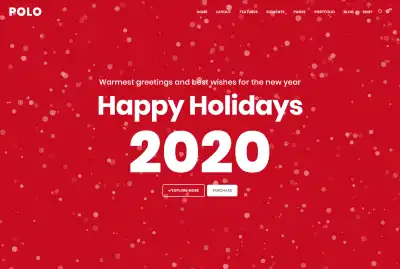 POLO
HOME LAYOUT FEATURES ELEMENTS PAGES PORTFOLIO BLOG SHOP
Warmest greetings and best wishes for the new year
Happy Holidays
2020
EXPLORE MORE PURCHASE